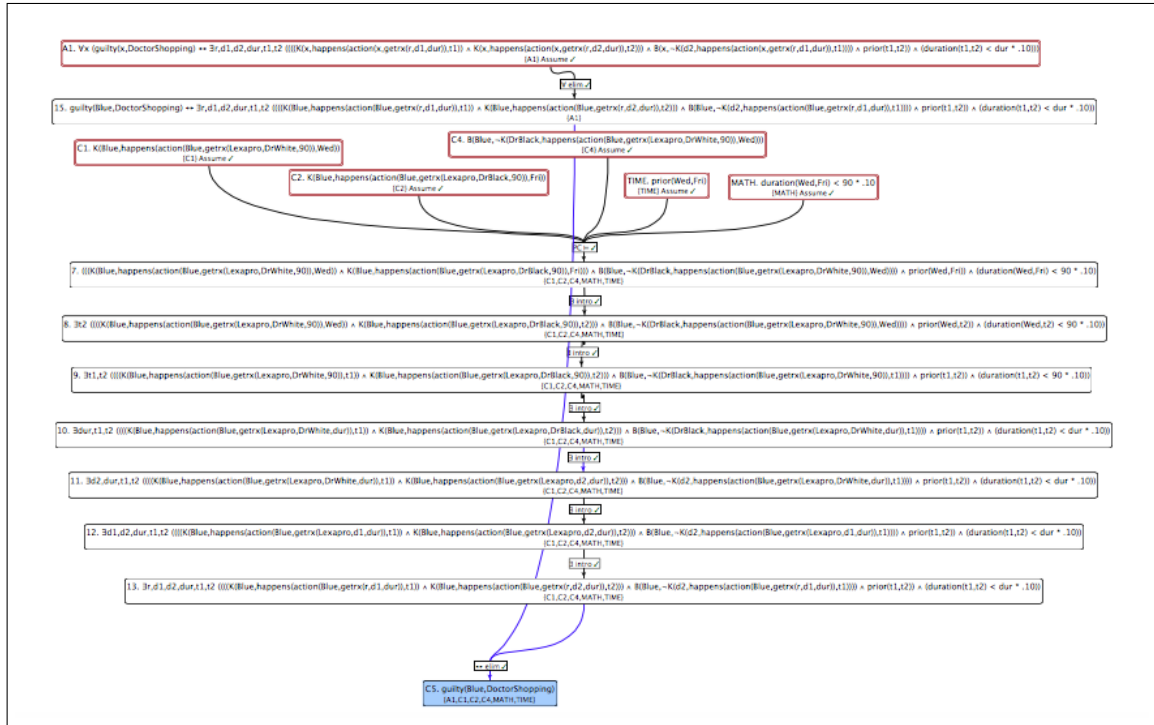 A1. ∀x (guilty(x,DoctorShopping) ↔ ∃r,d1,d2,dur,t1,t2 ((((K(x,happens(action(x,getrx(r,d1,dur)),t1)) ∧ K(x,happens(action(x,getrx(r,d2,dur)),t2))) ∧ B(x,¬K(d2,happens(action(x,getrx(r,d1,dur)),t1)))) ∧ prior(t1,t2)) ∧ (duration(t1,t2) < dur * .10)))
{A1} Assume ✓
∀ elim ✓
15. guilty(Blue,DoctorShopping) ↔ ∃r,d1,d2,dur,t1,t2 ((((K(Blue,happens(action(Blue,getrx(r,d1,dur)),t1)) ∧ K(Blue,happens(action(Blue,getrx(r,d2,dur)),t2))) ∧ B(Blue,¬K(d2,happens(action(Blue,getrx(r,d1,dur)),t1)))) ∧ prior(t1,t2)) ∧ (duration(t1,t2) < dur * .10))
{A1}
C4. B(Blue,¬K(DrBlack,happens(action(Blue,getrx(Lexapro,DrWhite,90)),Wed)))
{C4} Assume ✓
C1. K(Blue,happens(action(Blue,getrx(Lexapro,DrWhite,90)),Wed))
{C1} Assume ✓
C2. K(Blue,happens(action(Blue,getrx(Lexapro,DrBlack,90)),Fri))
{C2} Assume ✓
TIME. prior(Wed,Fri)
{TIME} Assume ✓
MATH. duration(Wed,Fri) < 90 * .10
{MATH} Assume ✓
PC ⊢ ✓
7. ((((K(Blue,happens(action(Blue,getrx(Lexapro,DrWhite,90)),Wed)) ∧ K(Blue,happens(action(Blue,getrx(Lexapro,DrBlack,90)),Fri))) ∧ B(Blue,¬K(DrBlack,happens(action(Blue,getrx(Lexapro,DrWhite,90)),Wed)))) ∧ prior(Wed,Fri)) ∧ (duration(Wed,Fri) < 90 * .10)
{C1,C2,C4,MATH,TIME}
∃ intro ✓
8. ∃t2 ((((K(Blue,happens(action(Blue,getrx(Lexapro,DrWhite,90)),Wed)) ∧ K(Blue,happens(action(Blue,getrx(Lexapro,DrBlack,90)),t2))) ∧ B(Blue,¬K(DrBlack,happens(action(Blue,getrx(Lexapro,DrWhite,90)),Wed)))) ∧ prior(Wed,t2)) ∧ (duration(Wed,t2) < 90 * .10))
{C1,C2,C4,MATH,TIME}
∃ intro ✓
9. ∃t1,t2 ((((K(Blue,happens(action(Blue,getrx(Lexapro,DrWhite,90)),t1)) ∧ K(Blue,happens(action(Blue,getrx(Lexapro,DrBlack,90)),t2))) ∧ B(Blue,¬K(DrBlack,happens(action(Blue,getrx(Lexapro,DrWhite,90)),t1)))) ∧ prior(t1,t2)) ∧ (duration(t1,t2) < 90 * .10))
{C1,C2,C4,MATH,TIME}
∃ intro ✓
10. ∃dur,t1,t2 ((((K(Blue,happens(action(Blue,getrx(Lexapro,DrWhite,dur)),t1)) ∧ K(Blue,happens(action(Blue,getrx(Lexapro,DrBlack,dur)),t2))) ∧ B(Blue,¬K(DrBlack,happens(action(Blue,getrx(Lexapro,DrWhite,dur)),t1)))) ∧ prior(t1,t2)) ∧ (duration(t1,t2) < dur * .10))
{C1,C2,C4,MATH,TIME}
∃ intro ✓
11. ∃d2,dur,t1,t2 ((((K(Blue,happens(action(Blue,getrx(Lexapro,DrWhite,dur)),t1)) ∧ K(Blue,happens(action(Blue,getrx(Lexapro,d2,dur)),t2))) ∧ B(Blue,¬K(d2,happens(action(Blue,getrx(Lexapro,DrWhite,dur)),t1)))) ∧ prior(t1,t2)) ∧ (duration(t1,t2) < dur * .10))
{C1,C2,C4,MATH,TIME}
∃ intro ✓
12. ∃d1,d2,dur,t1,t2 ((((K(Blue,happens(action(Blue,getrx(Lexapro,d1,dur)),t1)) ∧ K(Blue,happens(action(Blue,getrx(Lexapro,d2,dur)),t2))) ∧ B(Blue,¬K(d2,happens(action(Blue,getrx(Lexapro,d1,dur)),t1)))) ∧ prior(t1,t2)) ∧ (duration(t1,t2) < dur * .10))
{C1,C2,C4,MATH,TIME}
∃ intro ✓
13. ∃r,d1,d2,dur,t1,t2 ((((K(Blue,happens(action(Blue,getrx(r,d1,dur)),t1)) ∧ K(Blue,happens(action(Blue,getrx(r,d2,dur)),t2))) ∧ B(Blue,¬K(d2,happens(action(Blue,getrx(r,d1,dur)),t1)))) ∧ prior(t1,t2)) ∧ (duration(t1,t2) < dur * .10))
{C1,C2,C4,MATH,TIME}
↔ elim ✓
C5. guilty(Blue,DoctorShopping)
{A1,C1,C2,C4,MATH,TIME}